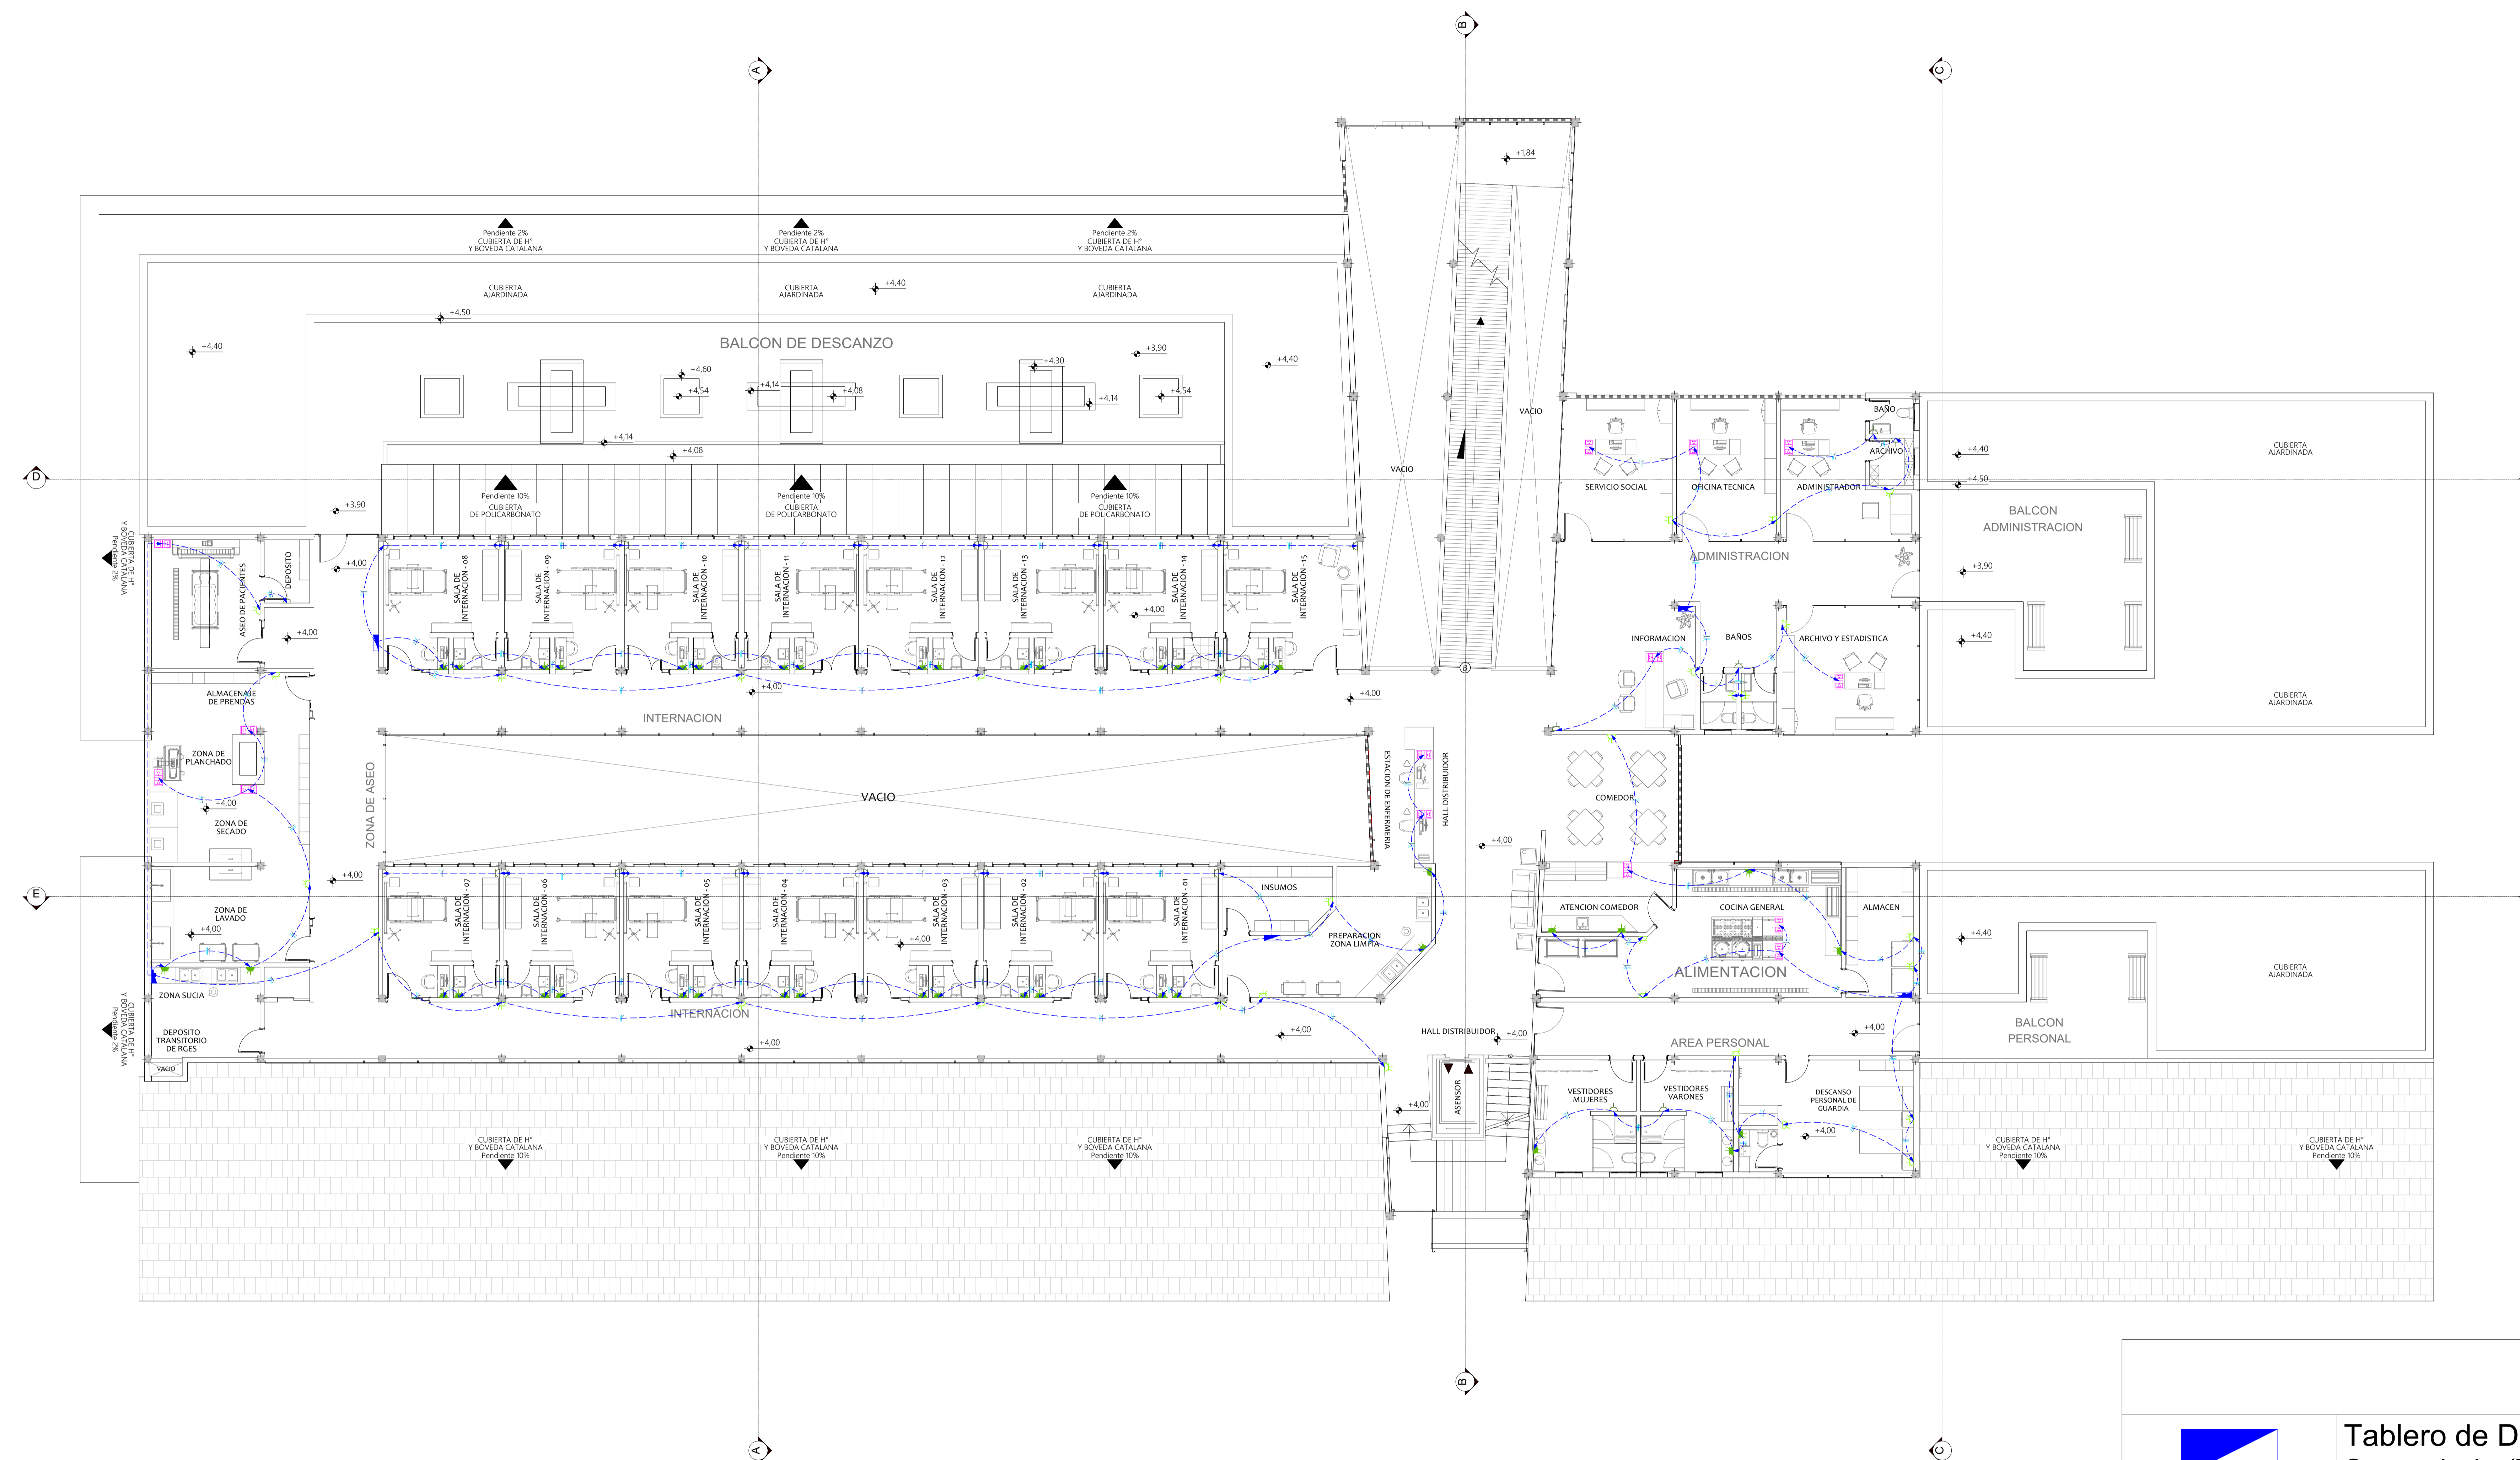 B
A
C
+1,84
Pendiente 2%
CUBIERTA DE H°
Y BOVEDA CATALANA
Pendiente 2%
CUBIERTA DE H°
Y BOVEDA CATALANA
Pendiente 2%
CUBIERTA DE H°
Y BOVEDA CATALANA
CUBIERTA
AJARDINADA
CUBIERTA
AJARDINADA
+4,40
CUBIERTA
AJARDINADA
+4,50
+4,40
BALCON DE DESCANZO
+3,90
+4,30
+4,40
+4,60
+4,54
+4,14
+4,08
+4,14
+4,54
+4,14
+4,08
VACIO
VACIO
BAÑO
ARCHIVO
SERVICIO SOCIAL
OFICINA TECNICA
ADMINISTRADOR
+4,40
+4,50
CUBIERTA
AJARDINADA
D
Pendiente 10%
CUBIERTA
DE POLICARBONATO
Pendiente 10%
CUBIERTA
DE POLICARBONATO
Pendiente 10%
CUBIERTA
DE POLICARBONATO
+3,90
BALCON
ADMINISTRACION
ADMINISTRACION
+3,90
CUBIERTA DE H°
Y BOVEDA CATALANA
Pendiente 2%
ASEO DE PACIENTES
DEPOSITO
+4,00
+4,00
SALA DE
INTERNACION - 08
SALA DE
INTERNACION - 09
SALA DE
INTERNACION - 10
SALA DE
INTERNACION - 11
SALA DE
INTERNACION - 12
SALA DE
INTERNACION - 13
SALA DE
INTERNACION - 14
SALA DE
INTERNACION - 15
+4,00
INFORMACION
BAÑOS
ARCHIVO Y ESTADISTICA
+4,40
B
ALMACENAJE
DE PRENDAS
+4,00
+4,00
INTERNACION
CUBIERTA
AJARDINADA
ZONA DE
PLANCHADO
+4,00
ZONA DE
SECADO
ZONA DE ASEO
VACIO
ESTACION DE ENFERMERIA
HALL DISTRIBUIDOR
COMEDOR
+4,00
+4,00
E
ZONA DE
LAVADO
+4,00
SALA DE
INTERNACION - 07
SALA DE
INTERNACION - 06
SALA DE
INTERNACION - 05
SALA DE
INTERNACION - 04
SALA DE
INTERNACION - 03
SALA DE
INTERNACION - 02
SALA DE
INTERNACION - 01
+4,00
INSUMOS
PREPARACION
ZONA LIMPIA
ATENCION COMEDOR
COCINA GENERAL
ALMACEN
ALIMENTACION
+4,40
CUBIERTA
AJARDINADA
ZONA SUCIA
CUBIERTA DE H°
Y BOVEDA CATALANA
Pendiente 2%
DEPOSITO
TRANSITORIO
DE RGES
VACIO
INTERNACION
+4,00
+4,00
HALL DISTRIBUIDOR
+4,00
AREA PERSONAL
+4,00
BALCON
PERSONAL
ASENSOR
+4,00
VESTIDORES
MUJERES
VESTIDORES
VARONES
DESCANSO
PERSONAL DE
GUARDIA
+4,00
CUBIERTA DE H°
Y BOVEDA CATALANA
Pendiente 10%
CUBIERTA DE H°
Y BOVEDA CATALANA
Pendiente 10%
CUBIERTA DE H°
Y BOVEDA CATALANA
Pendiente 10%
CUBIERTA DE H°
Y BOVEDA CATALANA
Pendiente 10%
CUBIERTA DE H°
Y BOVEDA CATALANA
Pendiente 10%
B
A
C
Tablero de D